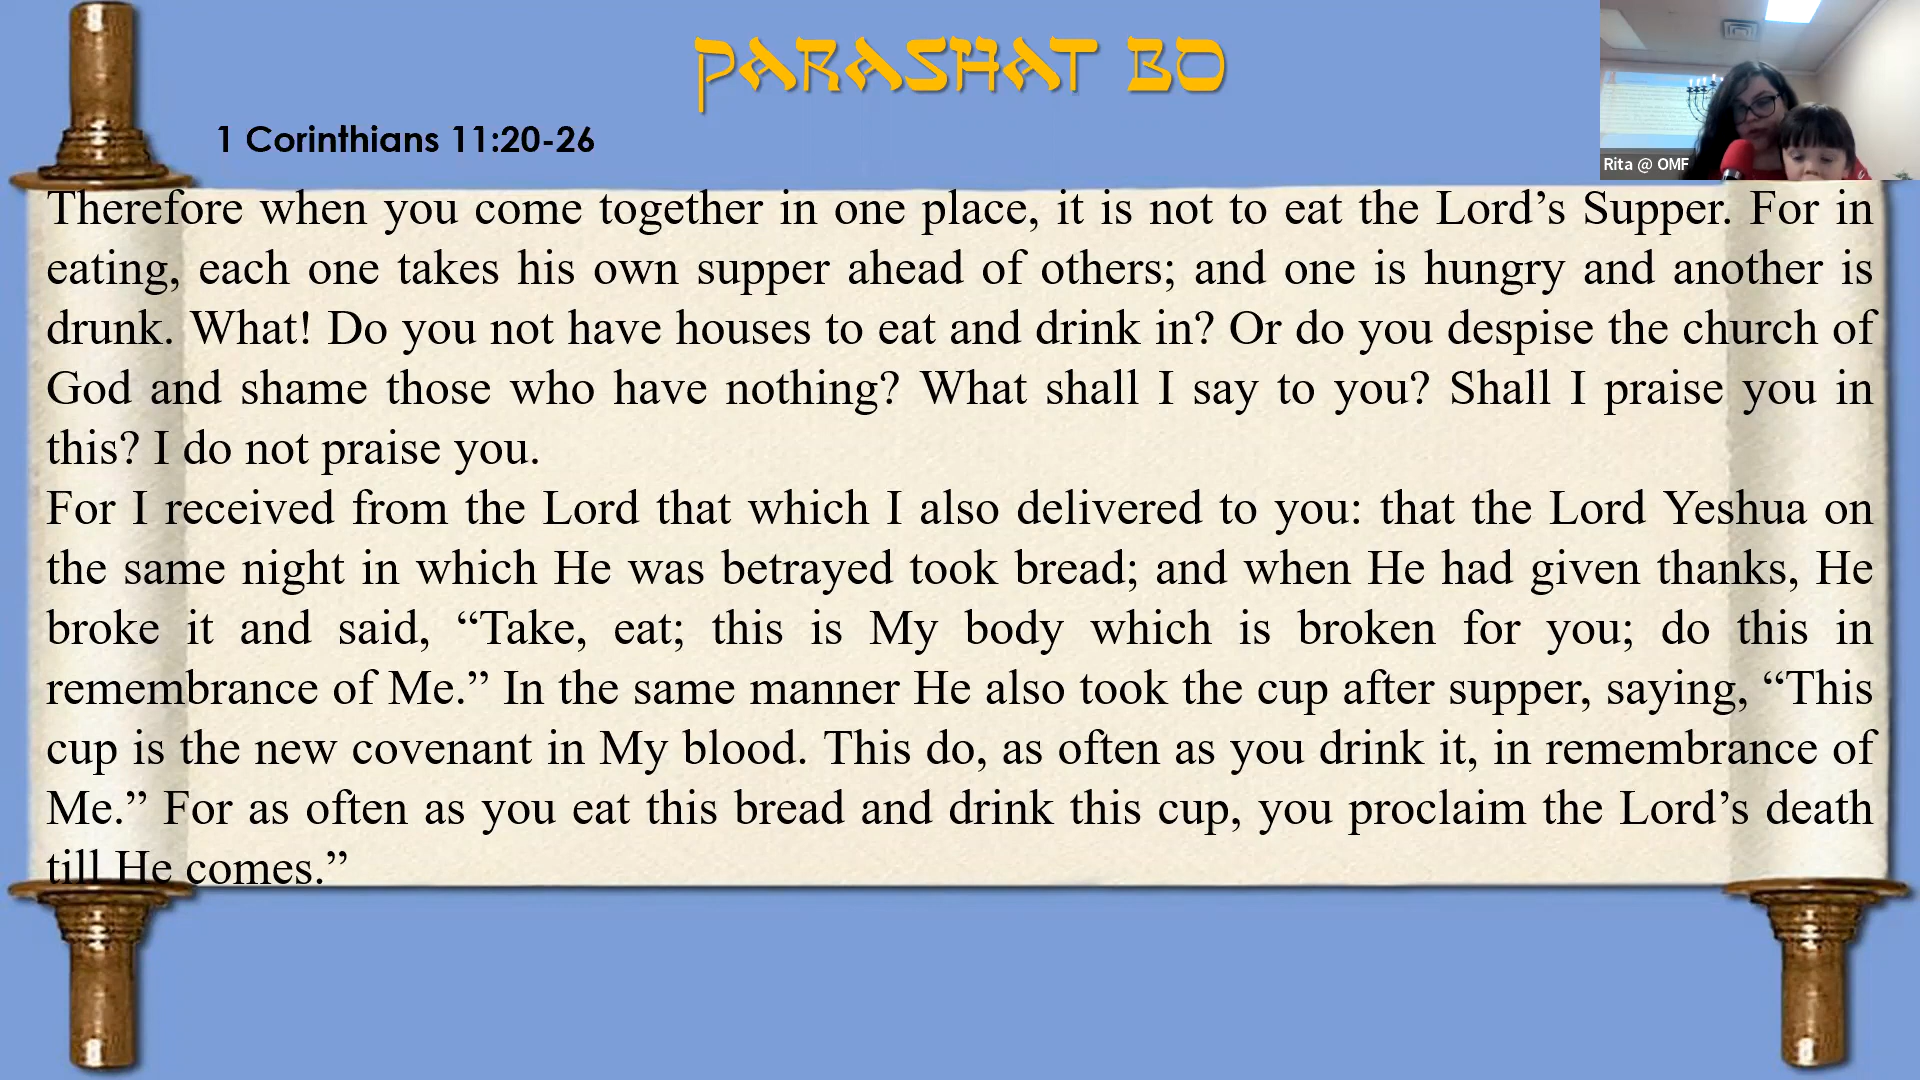 PARASHAT BO
1 Corinthians 11:20-26
Rita @ OMF
Therefore when you come together in one place, it is not to eat the Lord’s Supper. For in
eating, each one takes his own supper ahead of others; and one is hungry and another is
drunk. What! Do you not have houses to eat and drink in? Or do you despise the church of
God and shame those who have nothing? What shall I say to you? Shall I praise you in
this? I do not praise you.
For I received from the Lord that which I also delivered to you: that the Lord Yeshua on
the same night in which He was betrayed took bread; and when He had given thanks, He
broke it and said, “Take, eat; this is My body which is broken for you; do this in
remembrance of Me.” In the same manner He also took the cup after supper, saying, “This
cup is the new covenant in My blood. This do, as often as you drink it, in remembrance of
Me.” For as often as you eat this bread and drink this cup, you proclaim the Lord’s death
till He comes.”